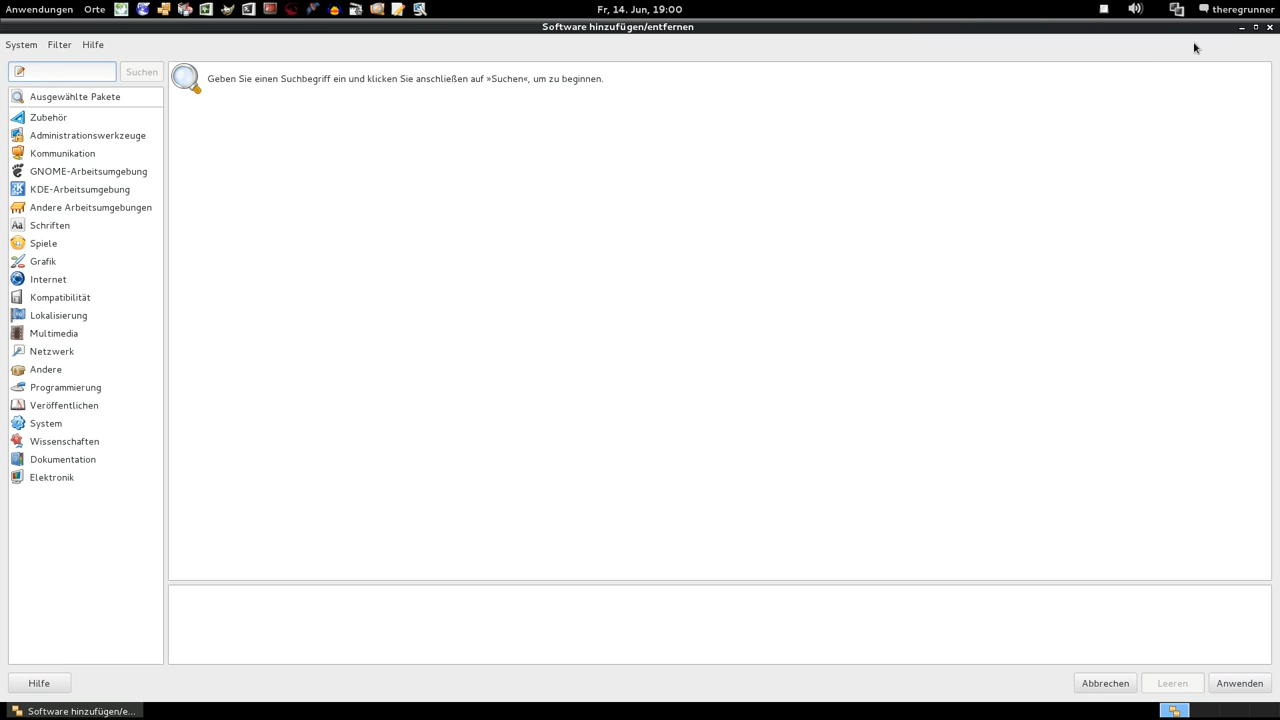 Anwendungen Orte Fr, 14. Jun, 19:00 theregrunner
Software hinzufügen/entfernen
System Filter Hilfe
Suchen
Geben Sie einen Suchbegriff ein und klicken Sie anschließen auf »Suchen«, um zu beginnen.
Ausgewählte Pakete
Zubehör
Administrationswerkzeuge
Kommunikation
GNOME-Arbeitsumgebung
KDE-Arbeitsumgebung
Andere Arbeitsumgebungen
Aa Schriften
Spiele
Grafik
Internet
Kompatibilität
Lokalisierung
Multimedia
Netzwerk
Andere
Programmierung
Veröffentlichen
System
Wissenschaften
Dokumentation
Elektronik
Hilfe Abbrechen Leeren Anwenden
Software hinzufügen/e...